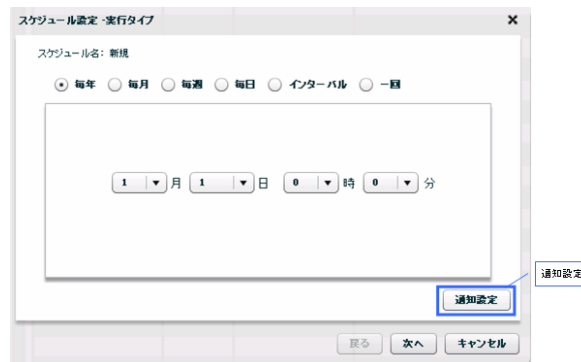 スケジュール設定 -実行タイプ
スケジュール名: 新規
毎年 毎月 毎週 毎日 インターバル 一回
1 月 1 日 0 時 0 分
通知設定
通知設定
戻る 次へ キャンセル